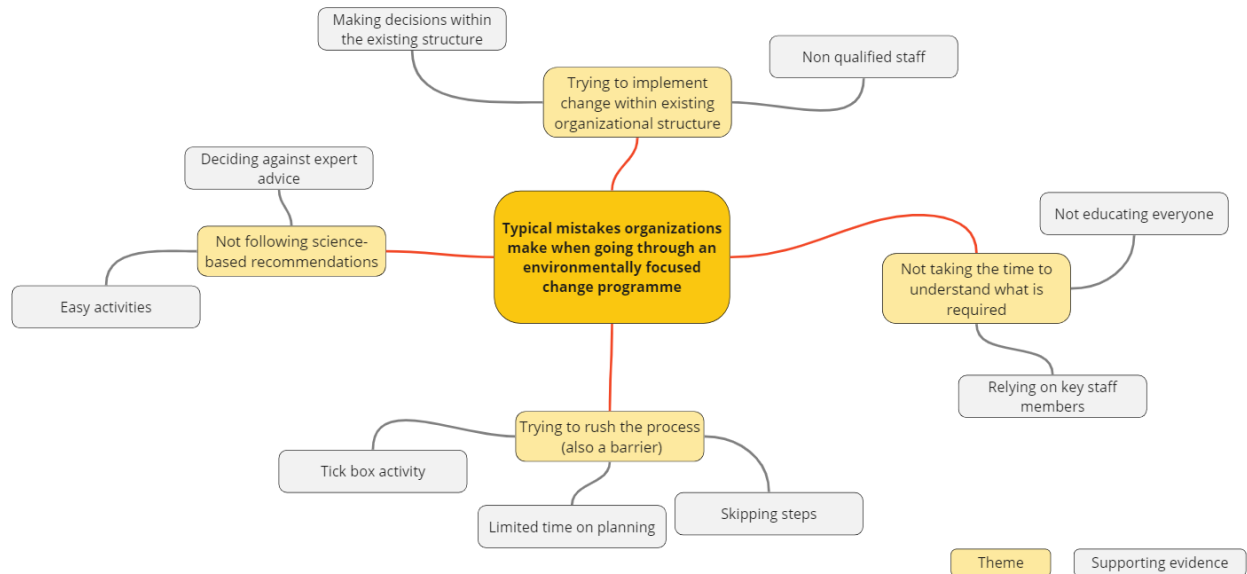 Making decisions within
the existing structure
Non qualified staff
Trying to implement
change within existing
organizational structure
Deciding against expert
advice
Not following science-
based recommendations
Easy activities
Typical mistakes organizations
make when going through an
environmentally focused
change programme
Not educating everyone
Not taking the time to
understand what is
required
Relying on key staff
members
Trying to rush the process
(also a barrier)
Tick box activity
Limited time on planning
Skipping steps
Theme
Supporting evidence